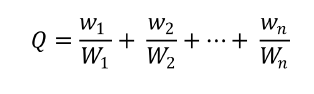 Q = w₁/W₁ + w₂/W₂ + ⋯ + wₙ/Wₙ